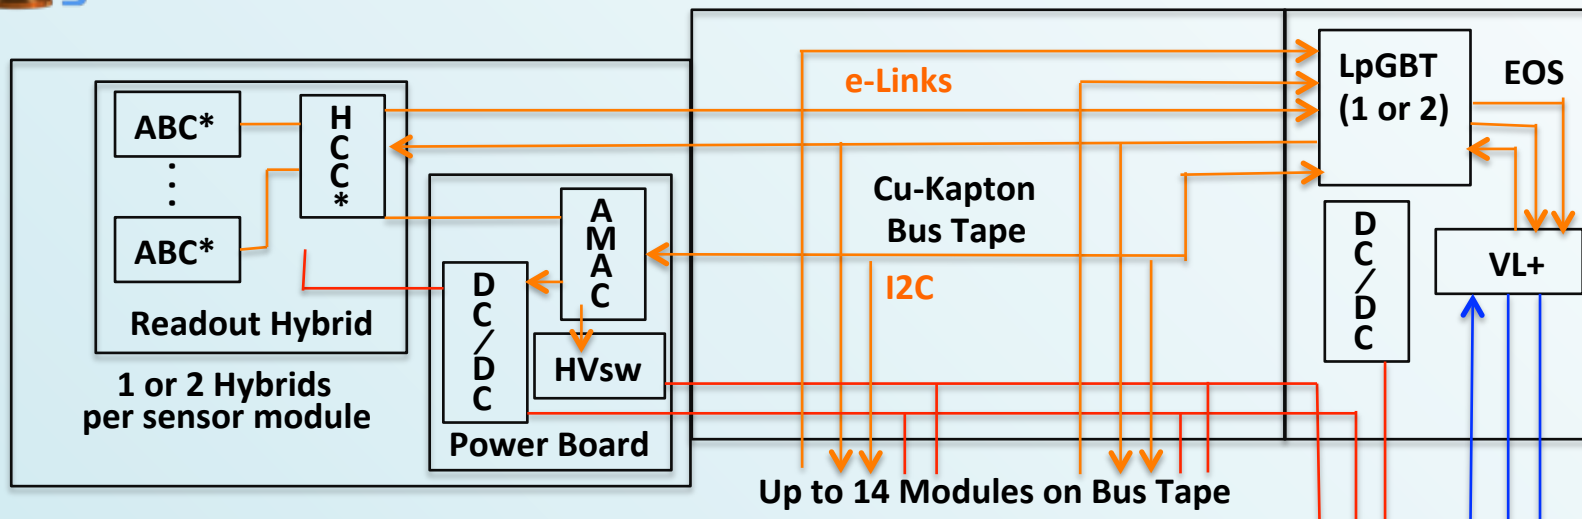 ABC*
ABC*
HCC*
Readout Hybrid
1 or 2 Hybrids
per sensor module
AMAC
DC/DC
HVsw
Power Board
e-Links
Cu-Kapton
Bus Tape
I2C
Up to 14 Modules on Bus Tape
LpGBT
(1 or 2)
EOS
DC/DC
VL+